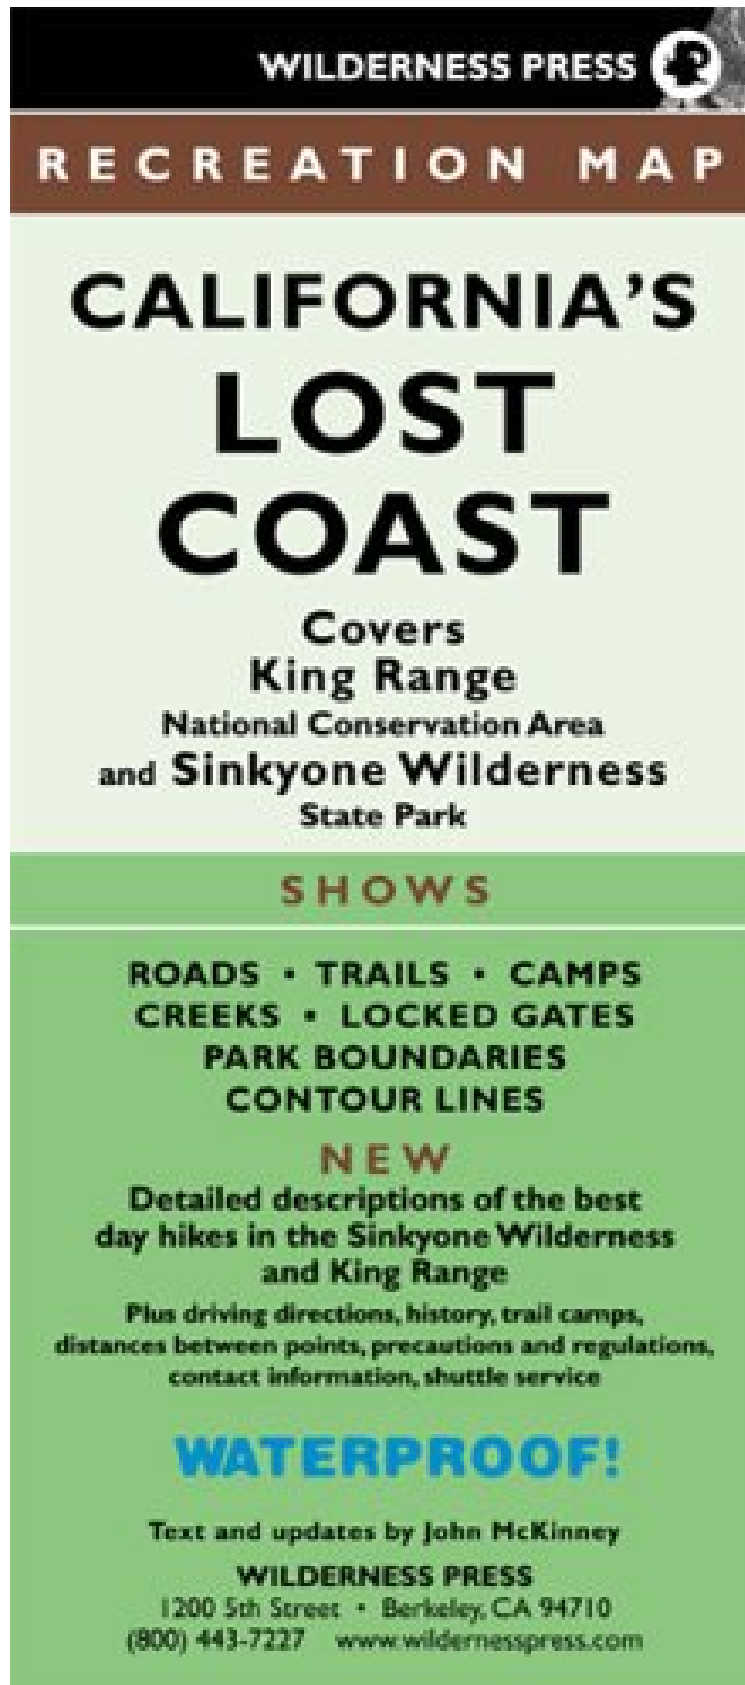 WILDERNESS PRESS
RECREATION MAP
CALIFORNIA'S
LOST
COAST
Covers
King Range
National Conservation Area
and Sinkyone Wilderness
State Park
SHOWS
ROADS • TRAILS • CAMPS
CREEKS • LOCKED GATES
PARK BOUNDARIES
CONTOUR LINES
NEW
Detailed descriptions of the best
day hikes in the Sinkyone Wilderness
and King Range
Plus driving directions, history, trail camps,
distances between points, precautions and regulations,
contact information, shuttle service
WATERPROOF!
Text and updates by John McKinney
WILDERNESS PRESS
1200 5th Street • Berkeley, CA 94710
(800) 443-7227 www.wildernesspress.com